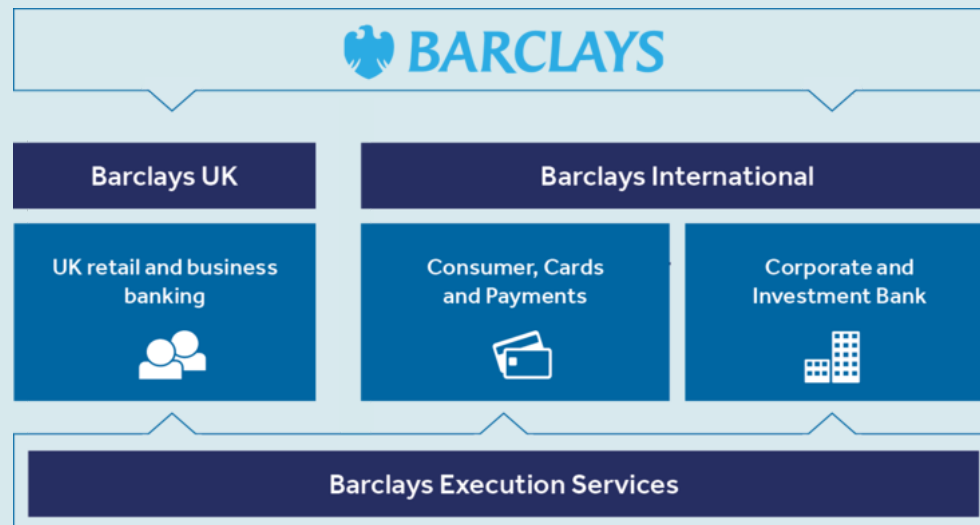 BARCLAYS
Barclays UK
Barclays International
UK retail and business
banking
Consumer, Cards
and Payments
Corporate and
Investment Bank
Barclays Execution Services